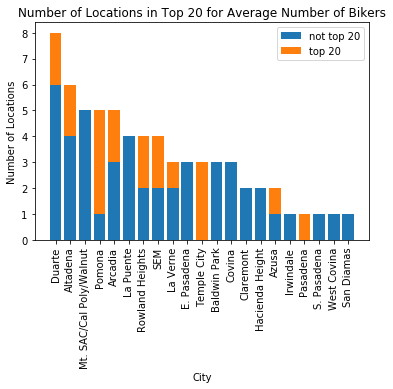 Number of Locations in Top 20 for Average Number of Bikers
not top 20
top 20
Number of Locations
8
7
6
5
4
3
2
1
0
Duarte
Altadena
Mt. SAC/Cal Poly/Walnut
Pomona
Arcadia
La Puente
Rowland Heights
SEM
La Verne
E. Pasadena
Temple City
Baldwin Park
Covina
Claremont
Hacienda Height
Azusa
Irwindale
Pasadena
S. Pasadena
West Covina
San Diamas
City